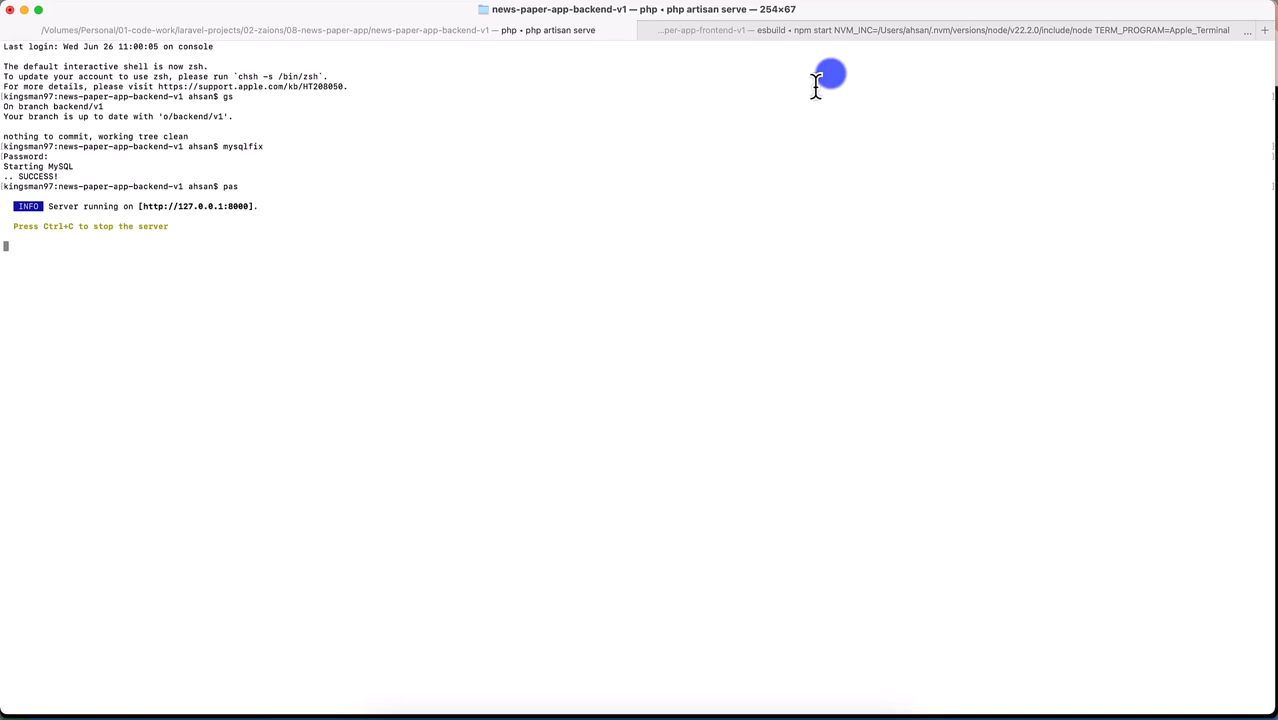 news-paper-app-backend-v1 — php ◂ php artisan serve — 254×67
/Volumes/Personal/01-code-work/laravel-projects/02-zaions/08-news-paper-app/news-paper-app-backend-v1 — php ◂ php artisan serve
...per-app-frontend-v1 — esbuild ◂ npm start NVM_INC=/Users/ahsan/.nvm/versions/node/v22.2.0/include/node TERM_PROGRAM=Apple_Terminal ...
Last login: Wed Jun 26 11:00:05 on console
The default interactive shell is now zsh.
To update your account to use zsh, please run `chsh -s /bin/zsh`.
For more details, please visit https://support.apple.com/kb/HT208050.
[kingsman97:news-paper-app-backend-v1 ahsan$ gs ]
On branch backend/v1
Your branch is up to date with 'o/backend/v1'.
nothing to commit, working tree clean
[kingsman97:news-paper-app-backend-v1 ahsan$ mysqlfix ]
[Password: ]
Starting MySQL
.. SUCCESS!
[kingsman97:news-paper-app-backend-v1 ahsan$ pas ]
INFO Server running on [http://127.0.0.1:8000].
Press Ctrl+C to stop the server